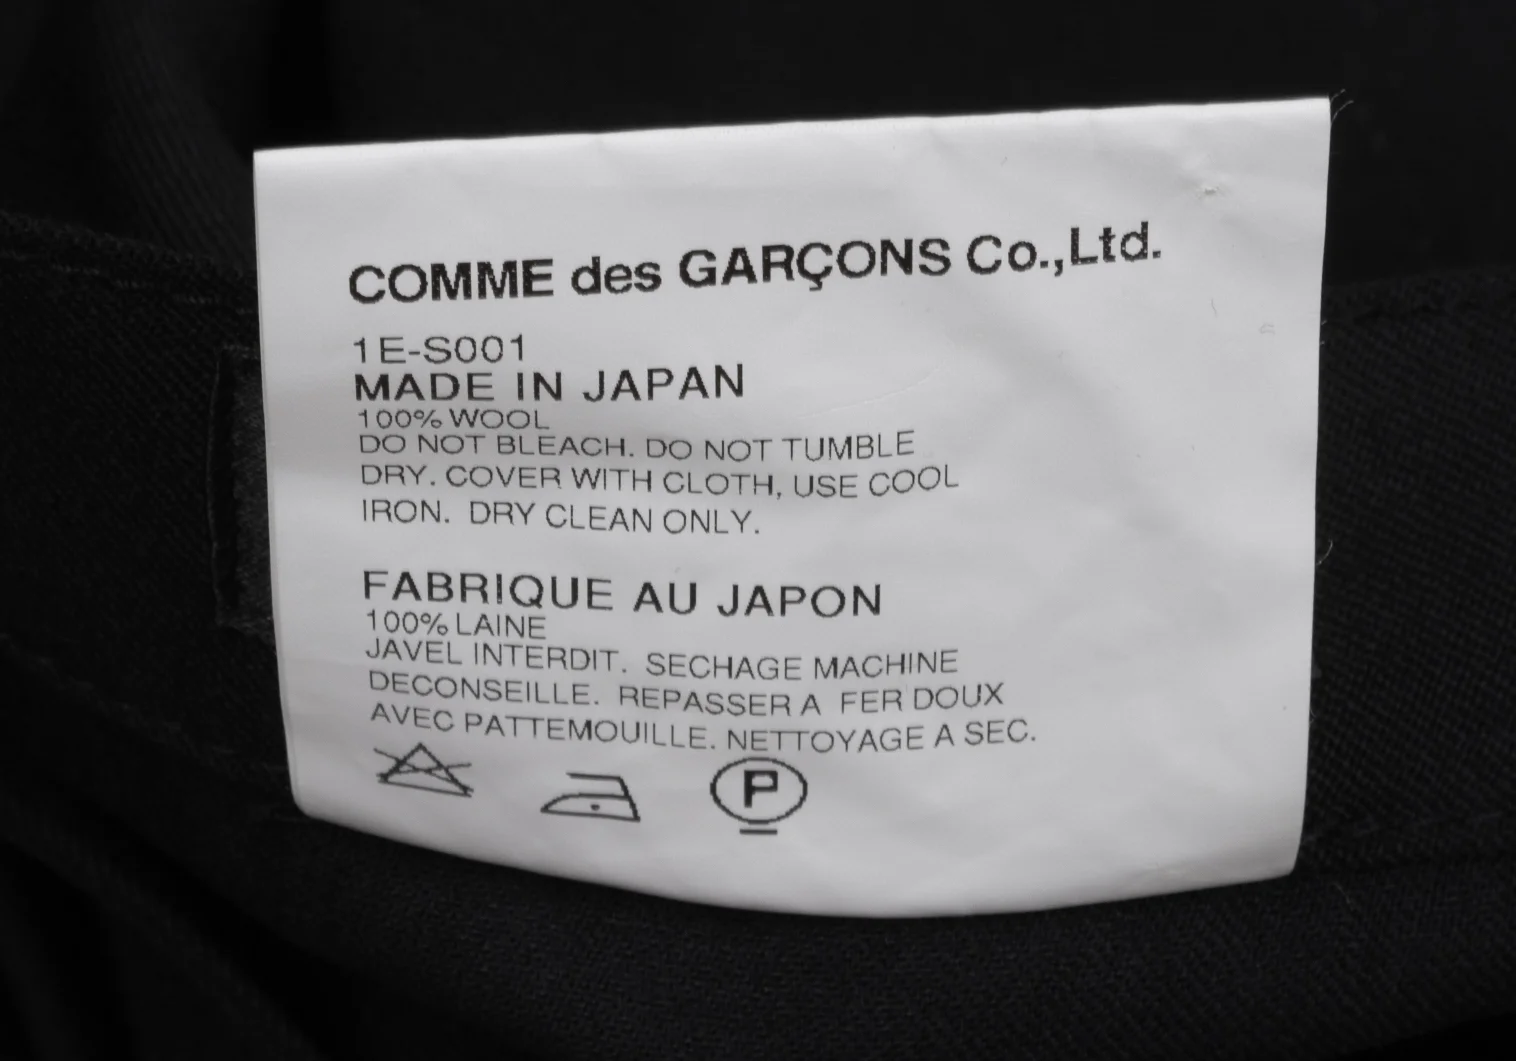 COMME des GARÇONS Co.,Ltd.
1E-S001
MADE IN JAPAN
100% WOOL
DO NOT BLEACH. DO NOT TUMBLE
DRY. COVER WITH CLOTH, USE COOL
IRON. DRY CLEAN ONLY.
FABRIQUE AU JAPON
100% LAINE
JAVEL INTERDIT. SECHAGE MACHINE
DECONSEILLE. REPASSER A FER DOUX
AVEC PATTEMOUILLE. NETTOYAGE A SEC.
P